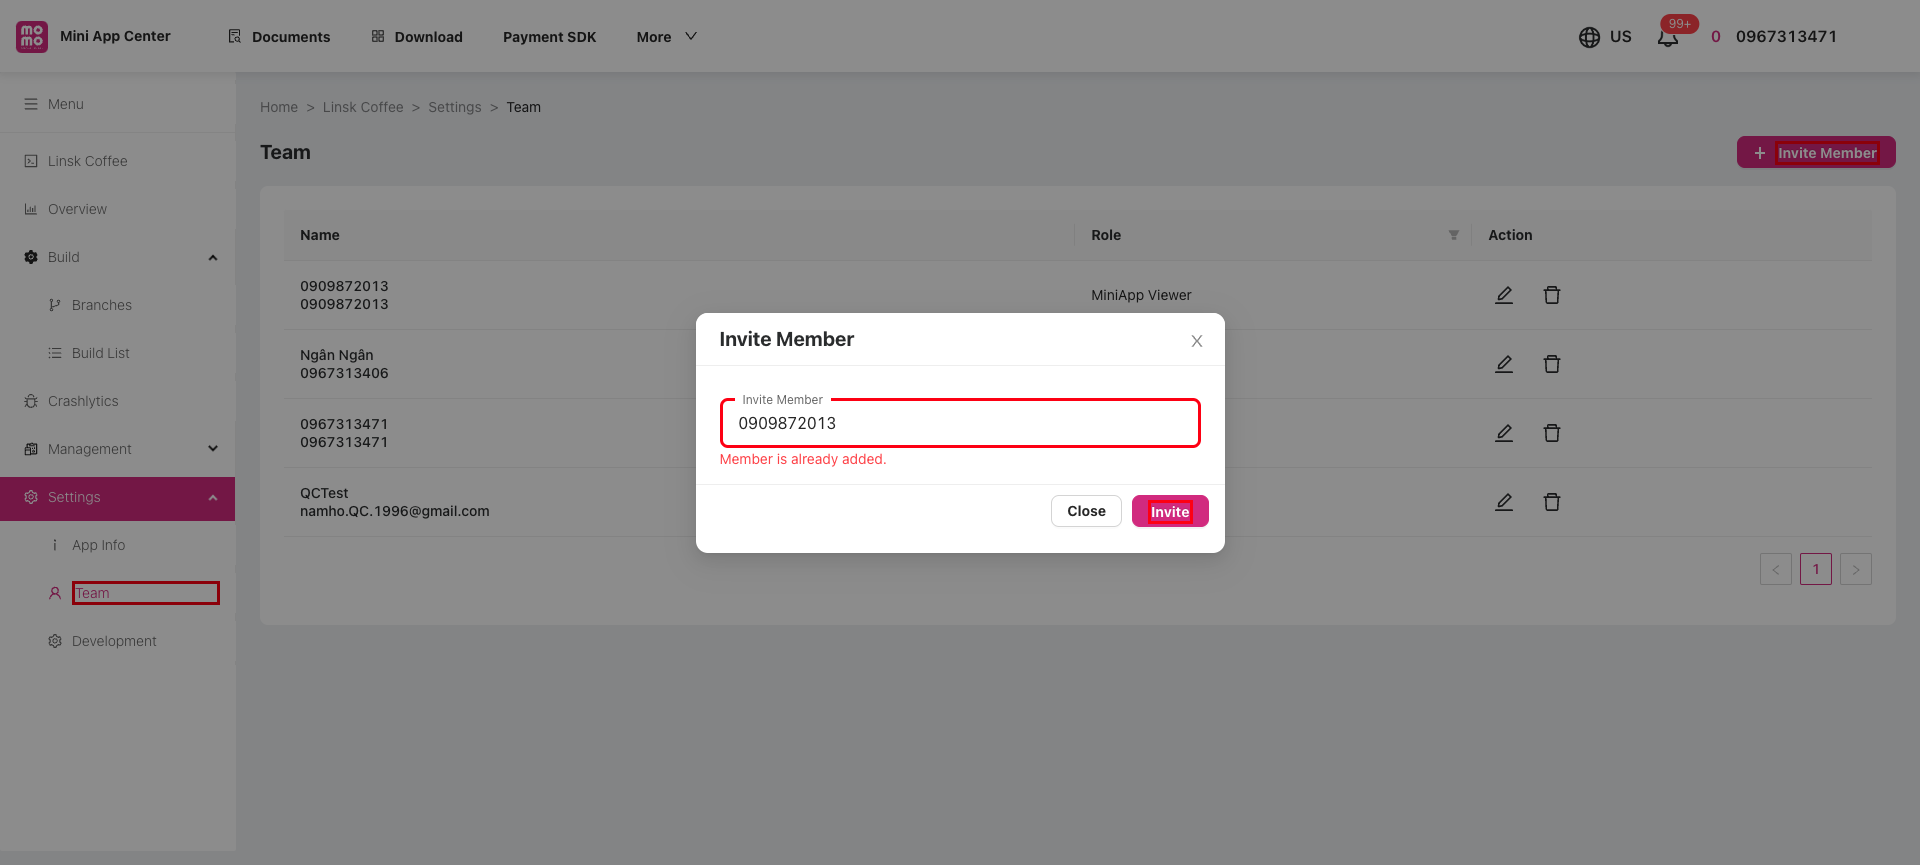 mo
mo
Mini App Center
Documents
Download
Payment SDK
More
US
99+
0
0967313471
Menu
Linsk Coffee
Overview
Build
Branches
Build List
Crashlytics
Management
Settings
App Info
Team
Development
Home > Linsk Coffee > Settings > Team
Team
+ Invite Member
Name
Role
Action
0909872013
0909872013
MiniApp Viewer
Ngân Ngân
0967313406
0967313471
0967313471
QCTest
namho.QC.1996@gmail.com
< 1 >
Invite Member
Invite Member
0909872013
Member is already added.
Close
Invite